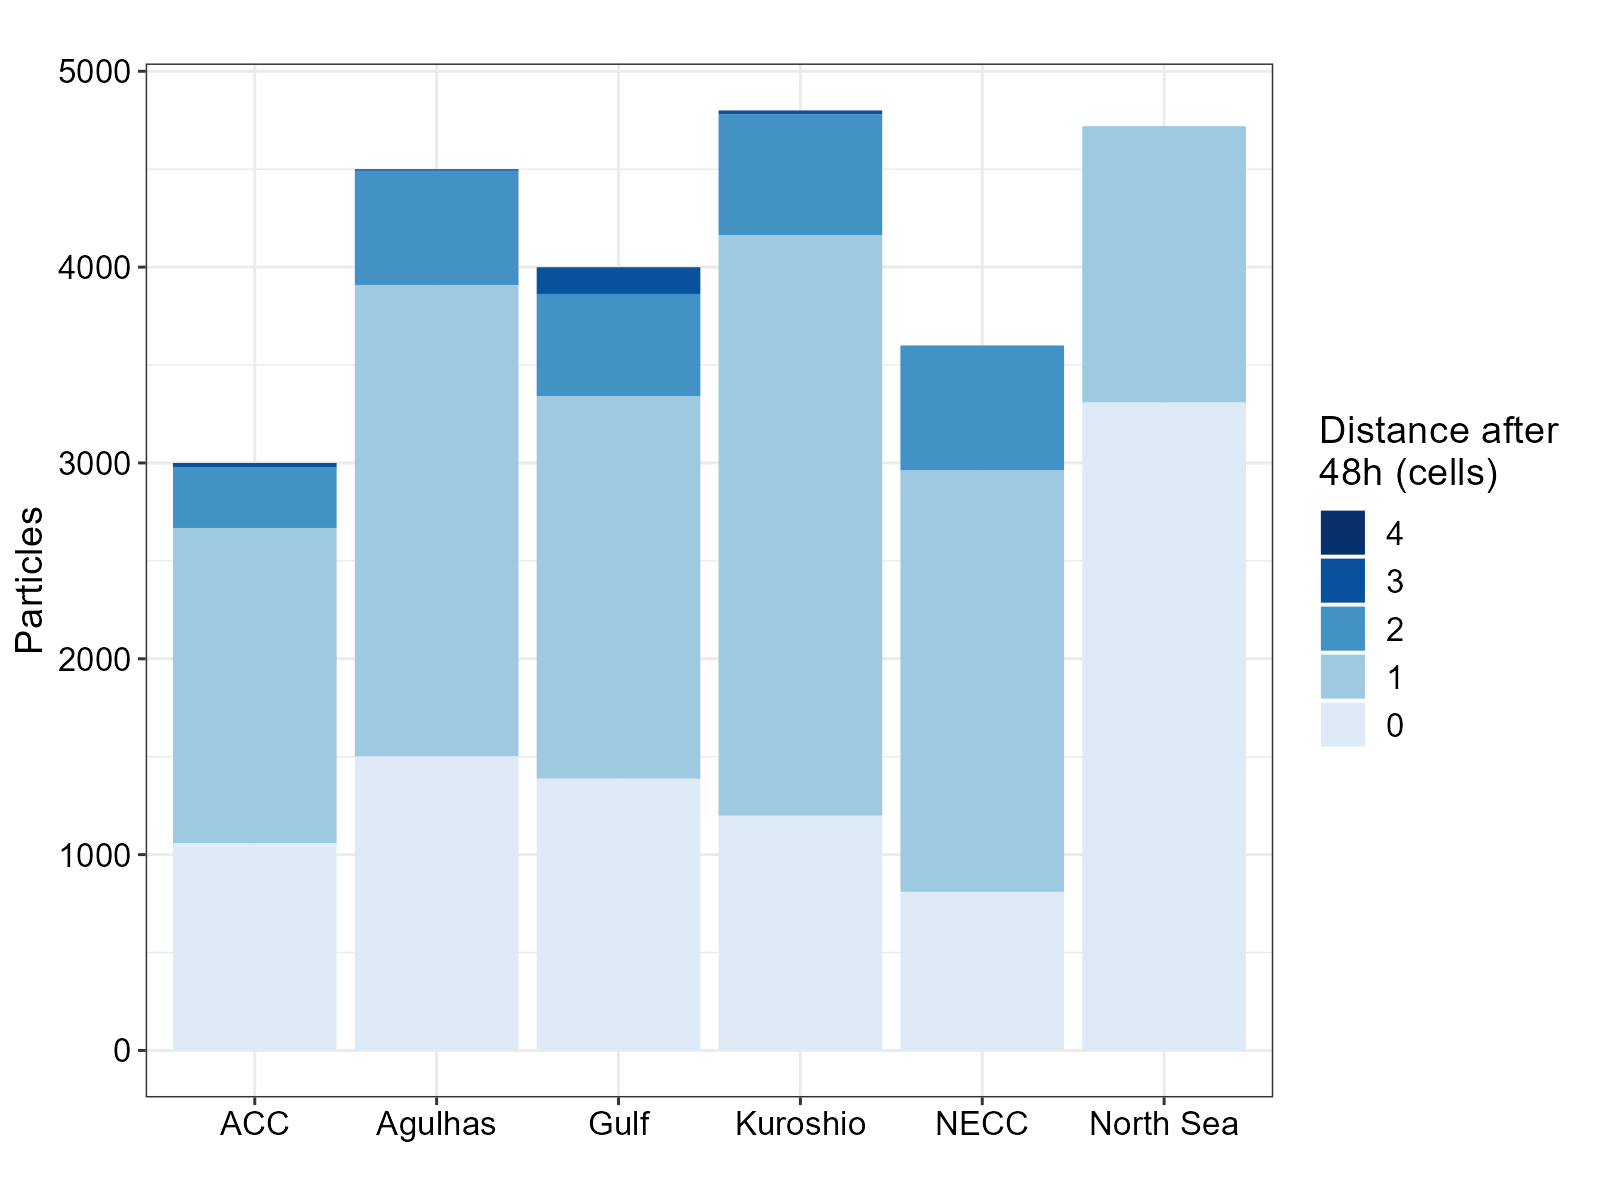 5000
4000
3000
2000
1000
0
Particles
ACC Agulhas Gulf Kuroshio NECC North Sea
Distance after
48h (cells)
4
3
2
1
0